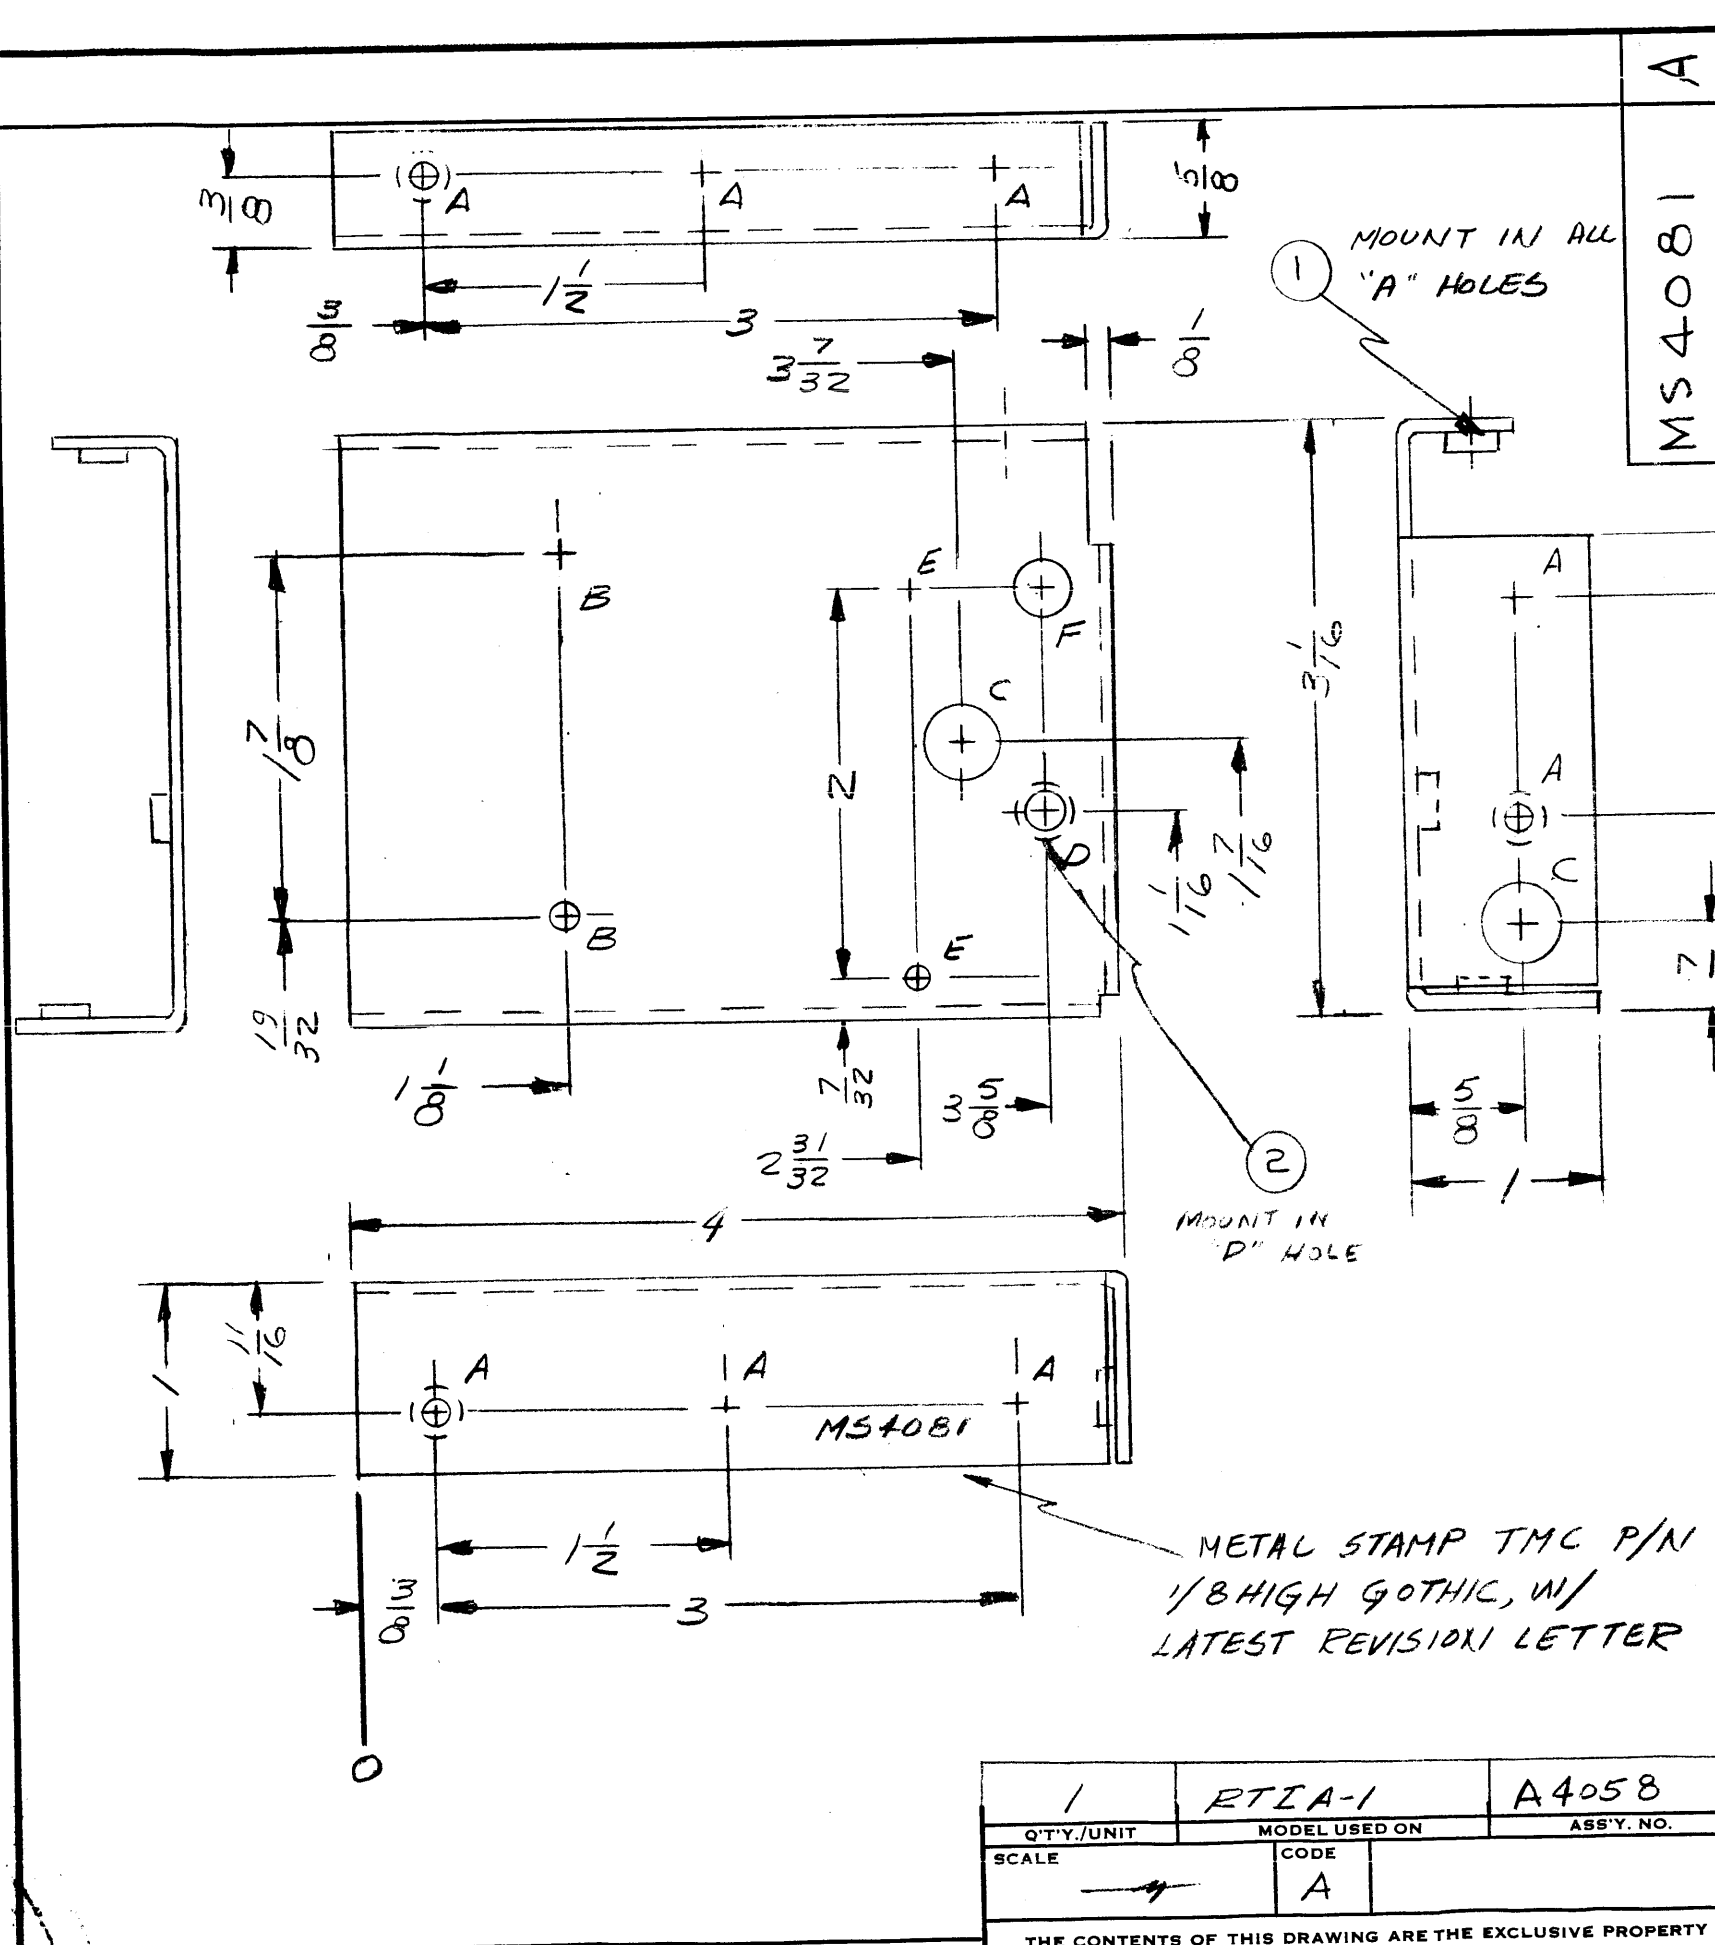 MS4081 A
3/8
A
A
A
5/8
1 1/2
3/8
3
3 7/32
1/8
1
MOUNT IN ALL
"A" HOLES
B
E
F
C
1 7/8
2
3 1/16
A
A
C
D
1 1/16
1 7/16
B
E
19/32
1 1/8
7/32
2 31/32
3 5/8
7
5/8
1
2
MOUNT IN
"D" HOLE
4
1
11/16
A
A
A
MS4081
1 1/2
3/8
3
METAL STAMP TMC P/N
1/8 HIGH GOTHIC, W/
LATEST REVISION LETTER
0
1
RTIA-1
A4058
Q'T'Y./UNIT
MODEL USED ON
ASS'Y. NO.
SCALE
CODE
A
THE CONTENTS OF THIS DRAWING ARE THE EXCLUSIVE PROPERTY